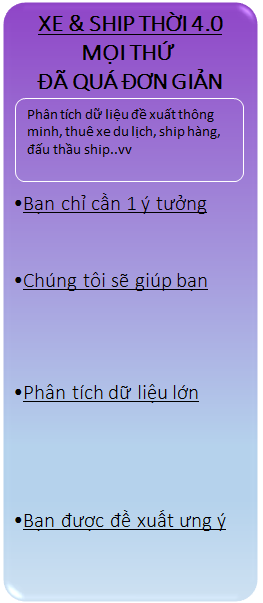 XE & SHIP THỜI 4.0
MỌI THỨ
ĐÃ QUÁ ĐƠN GIẢN
Phân tích dữ liệu đề xuất thông
minh, thuê xe du lịch, ship hàng,
đấu thầu ship..vv
•Bạn chỉ cần 1 ý tưởng
•Chúng tôi sẽ giúp bạn
•Phân tích dữ liệu lớn
•Bạn được đề xuất ưng ý